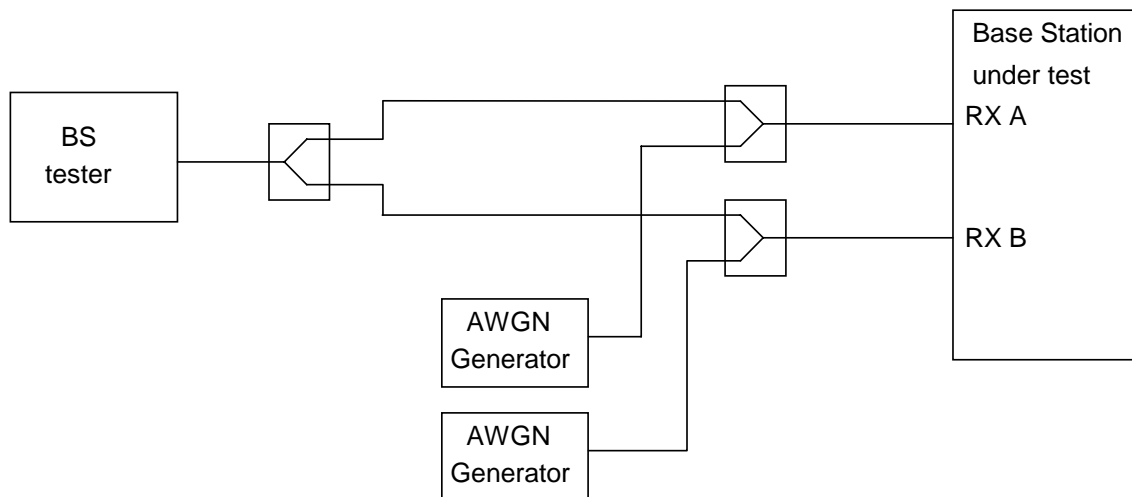 Base Station
under test
RX A
BS
tester
RX B
AWGN
Generator
AWGN
Generator